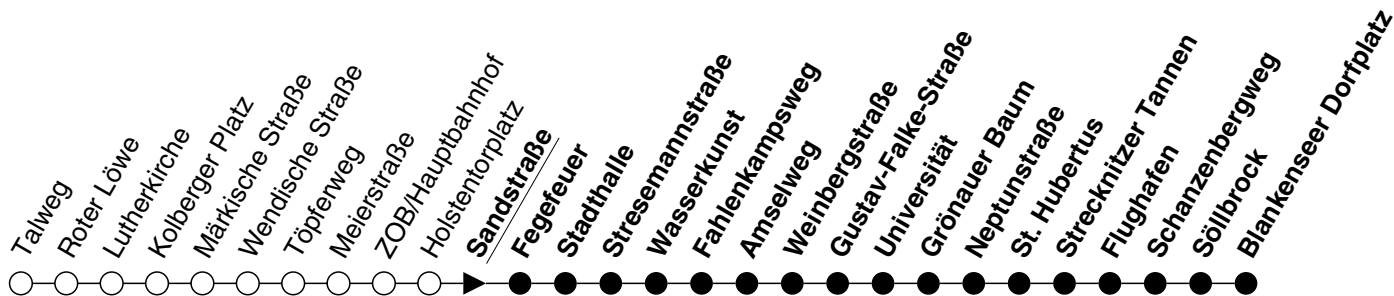 Talweg
Roter Löwe
Lutherkirche
Kolberger Platz
Märkische Straße
Wendische Straße
Töpferweg
Meierstraße
ZOB/Hauptbahnhof
Holstentorplatz
Sandstraße
Fegefeuer
Stadthalle
Stresemannstraße
Wasserkunst
Fahlenkampsweg
Amselweg
Weinbergstraße
Gustav-Falke-Straße
Universität
Grönauer Baum
Neptunstraße
St. Hubertus
Strecknitzer Tannen
Flughafen
Schanzenbergweg
Söllbrock
Blankenseer Dorfplatz